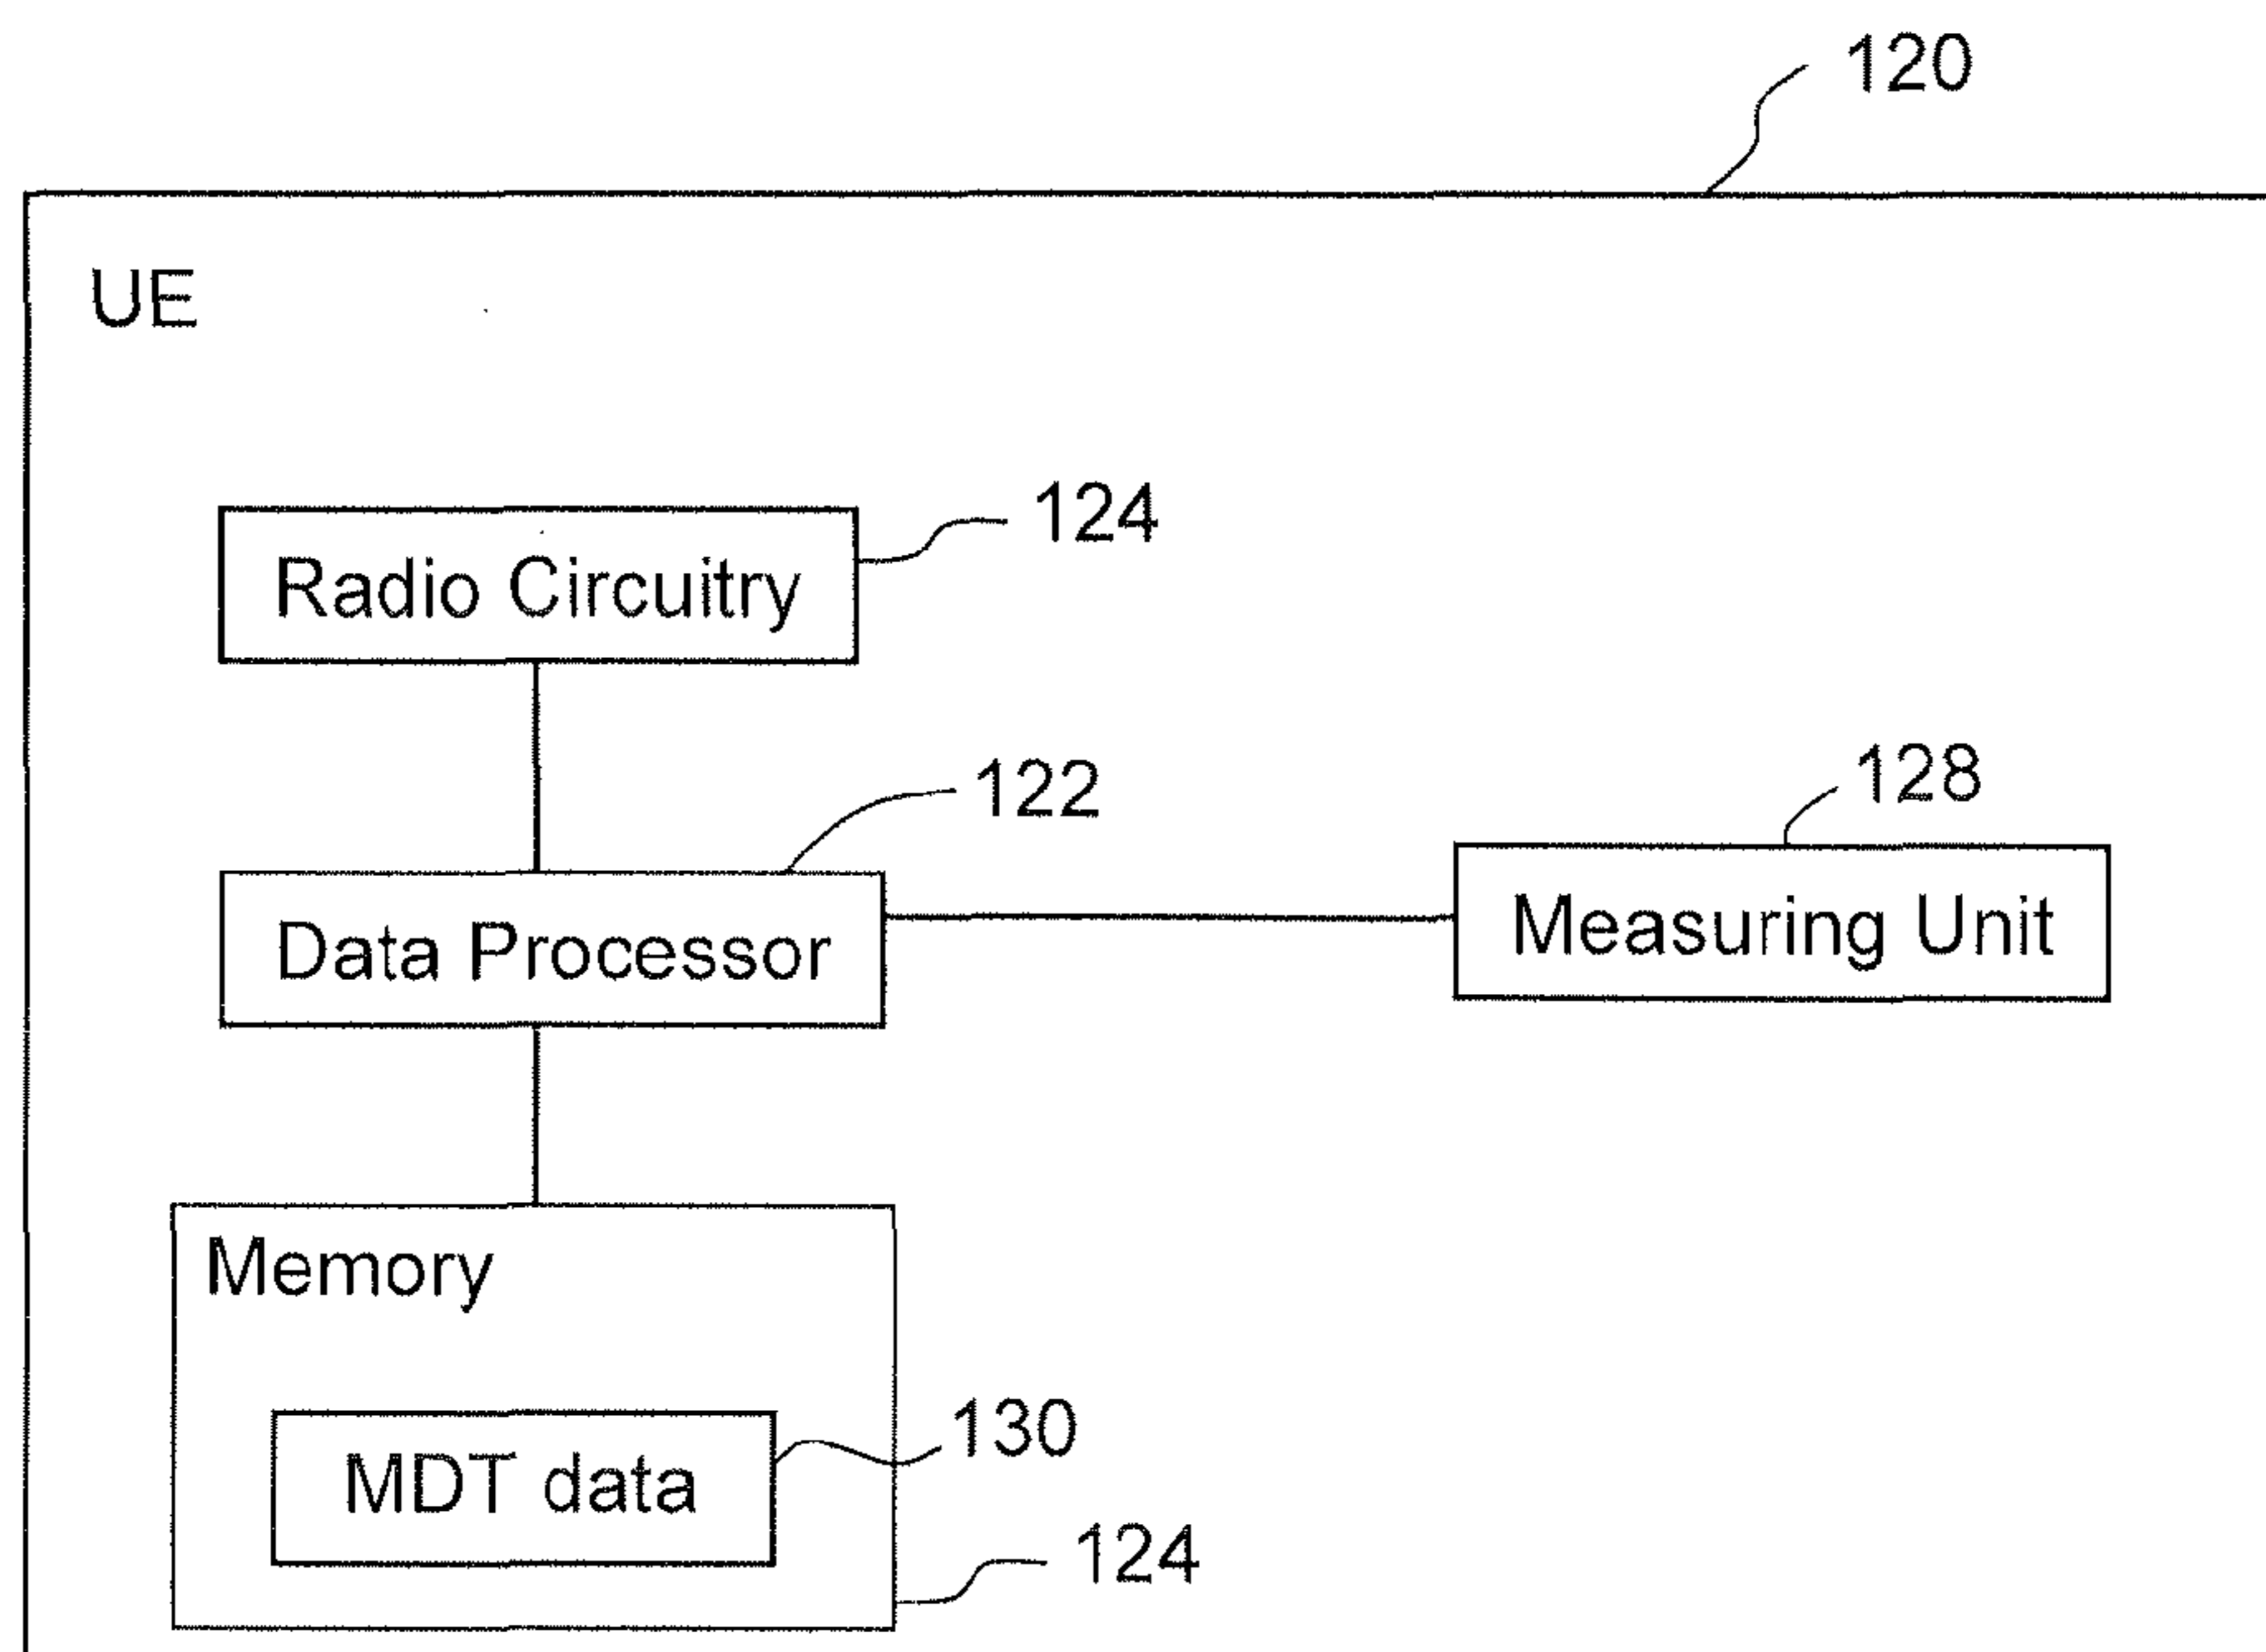 120
UE
124
Radio Circuitry
122
128
Data Processor
Measuring Unit
Memory
130
MDT data
124